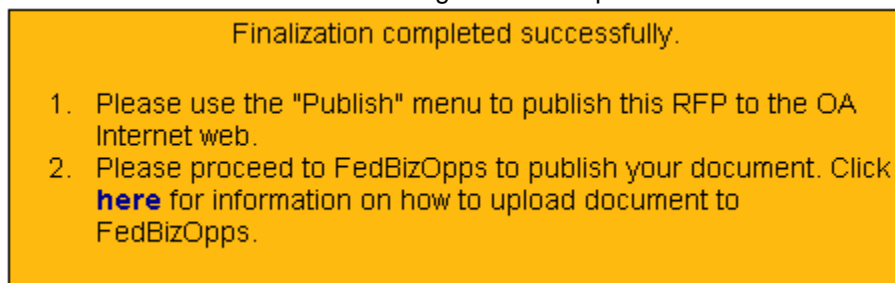 Finalization completed successfully.
1. Please use the "Publish" menu to publish this RFP to the OA
Internet web.
2. Please proceed to FedBizOpps to publish your document. Click
here for information on how to upload document to
FedBizOpps.